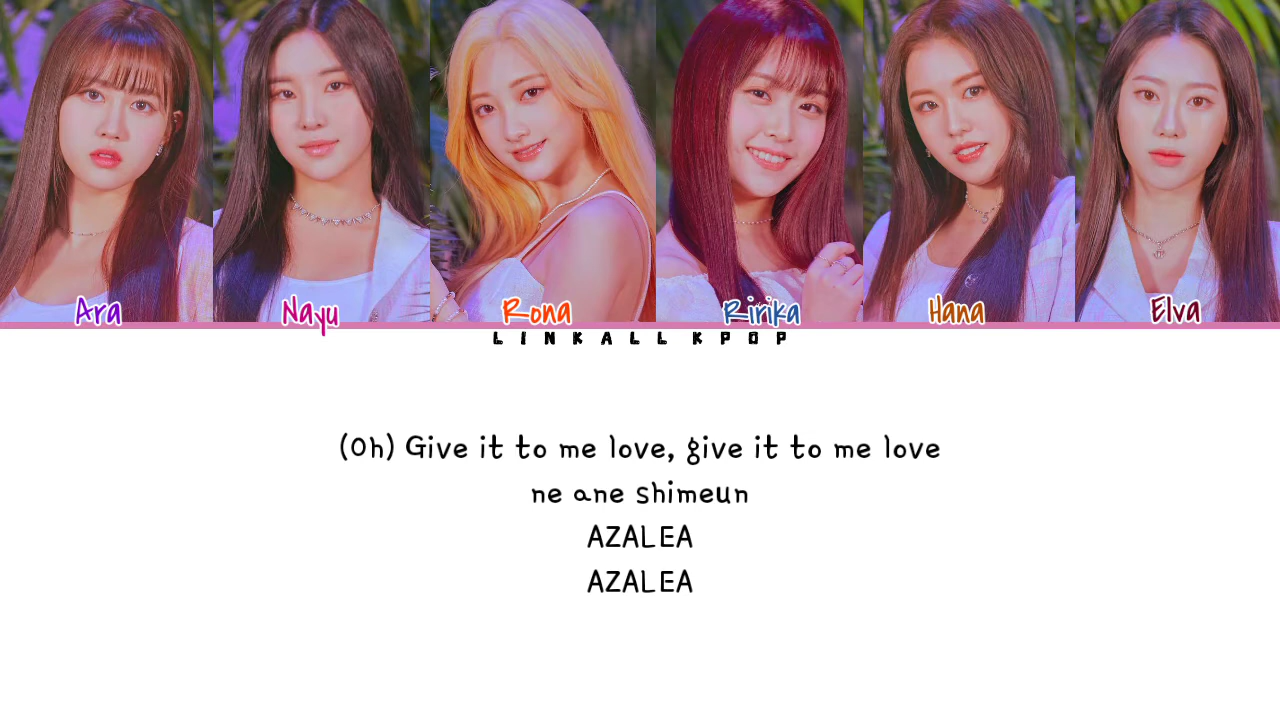 Ara Nayu Rona Ririka Hana Elva
LINKALL KPOP
(Oh) Give it to me love, give it to me love
ne ane shimeun
AZALEA
AZALEA